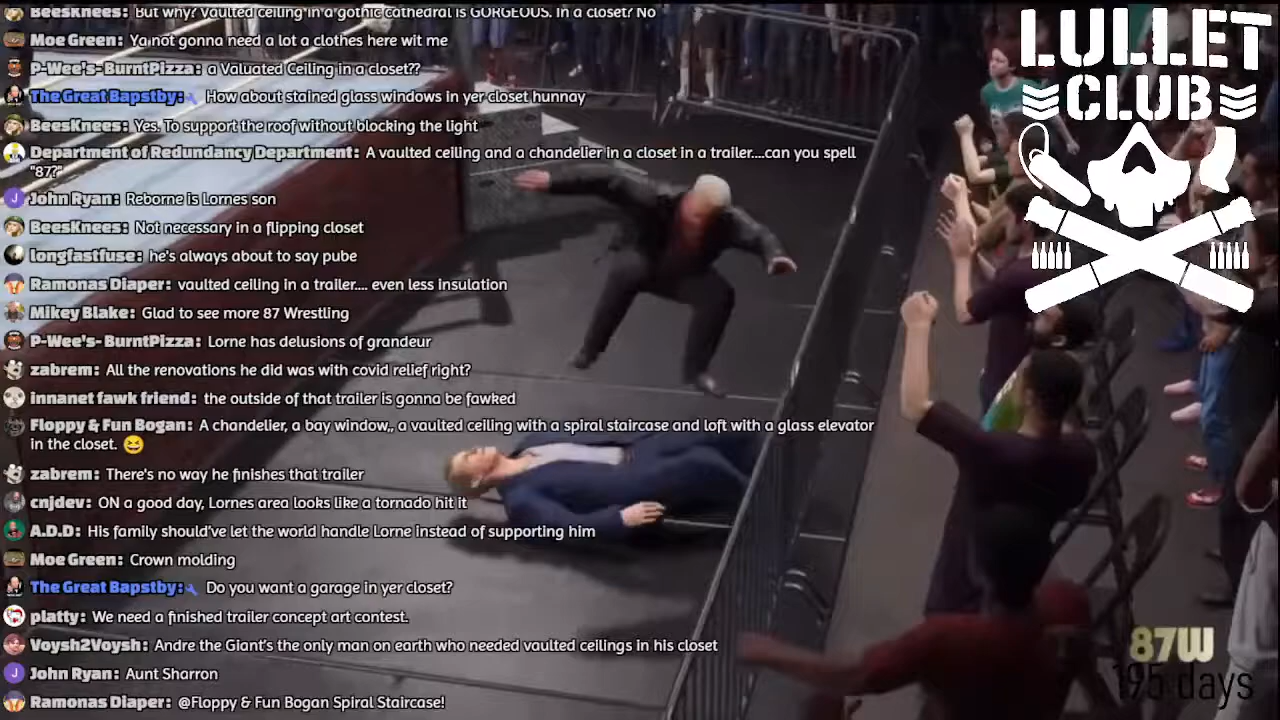 BeesKnees: But why? Vaulted ceiling in a gothic cathedral is GORGEOUS. In a closet? No
Moe Green: Ya not gonna need a lot a clothes here wit me
P-Wee's-BurntPizza: a Valuated Ceiling in a closet??
The Great Bapstby: How about stained glass windows in yer closet hunnay
BeesKnees: Yes. To support the roof without blocking the light
Department of Redundancy Department: A vaulted ceiling and a chandelier in a closet in a trailer....can you spell
"87?"
J John Ryan: Reborne is Lornes son
BeesKnees: Not necessary in a flipping closet
longfastfuse: he's always about to say pube
Ramonas Diaper: vaulted ceiling in a trailer.... even less insulation
Mikey Blake: Glad to see more 87 Wrestling
P-Wee's- BurntPizza: Lorne has delusions of grandeur
zabrem: All the renovations he did was with covid relief right?
innanet fawk friend: the outside of that trailer is gonna be fawked
Floppy & Fun Bogan: A chandelier, a bay window,, a vaulted ceiling with a spiral staircase and loft with a glass elevator
in the closet. 😆
zabrem: There's no way he finishes that trailer
cnjdev: ON a good day, Lornes area looks like a tornado hit it
A.D.D: His family should've let the world handle Lorne instead of supporting him
Moe Green: Crown molding
The Great Bapstby: Do you want a garage in yer closet?
platty: We need a finished trailer concept art contest.
Voysh2Voysh: Andre the Giant's the only man on earth who needed vaulted ceilings in his closet
J John Ryan: Aunt Sharron
Ramonas Diaper: @Floppy & Fun Bogan Spiral Staircase!
LULLET
CLUB
87W
195 days